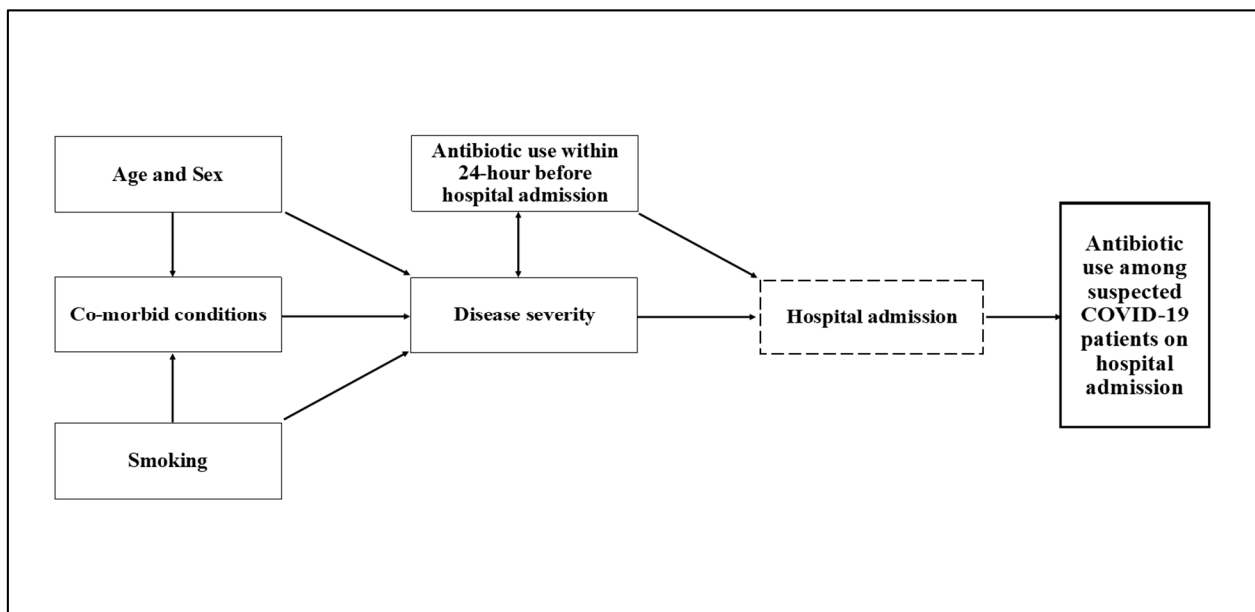 Age and Sex
Antibiotic use within
24-hour before
hospital admission
Co-morbid conditions
Disease severity
Hospital admission
Antibiotic
use among
suspected
COVID-19
patients on
hospital
admission
Smoking